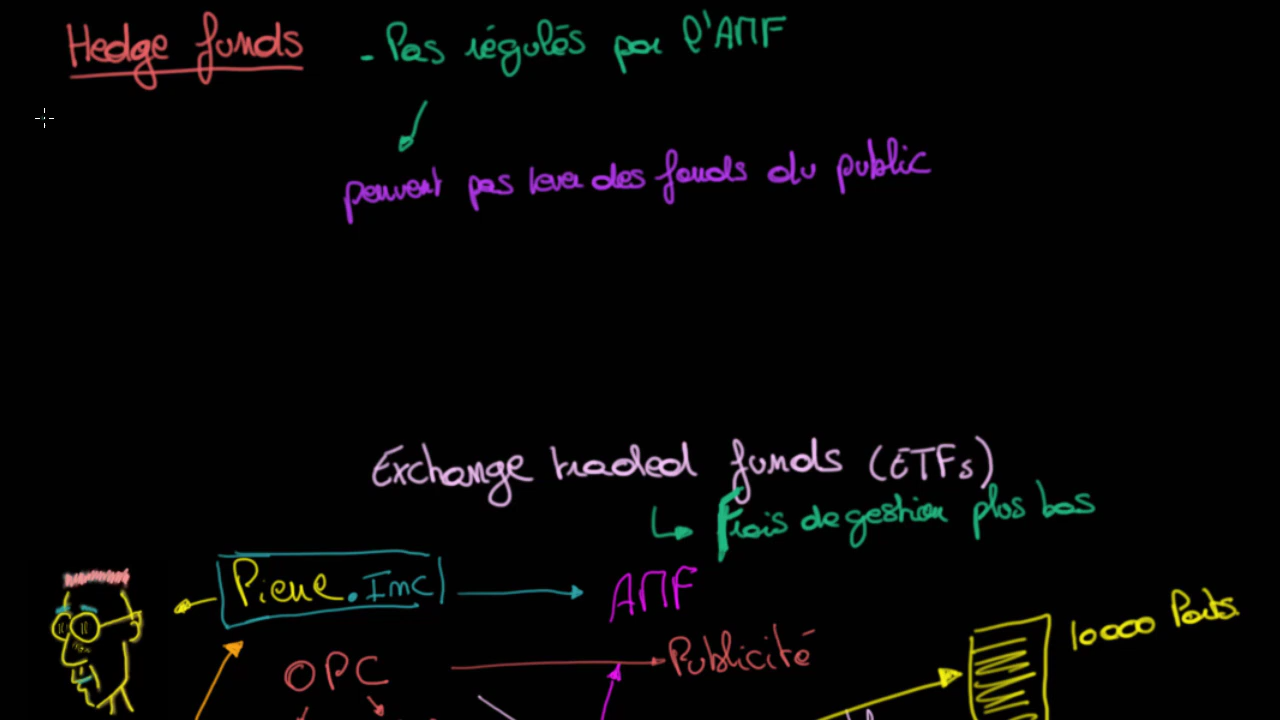 Hedge funds - Pas régulés par l'AMF
peuvent pas lever des fonds du public
Exchange traded funds (ETFs)
Frais de gestion plus bas
Pierre.Inc
AMF
10000 Parts
OPC
Publicité